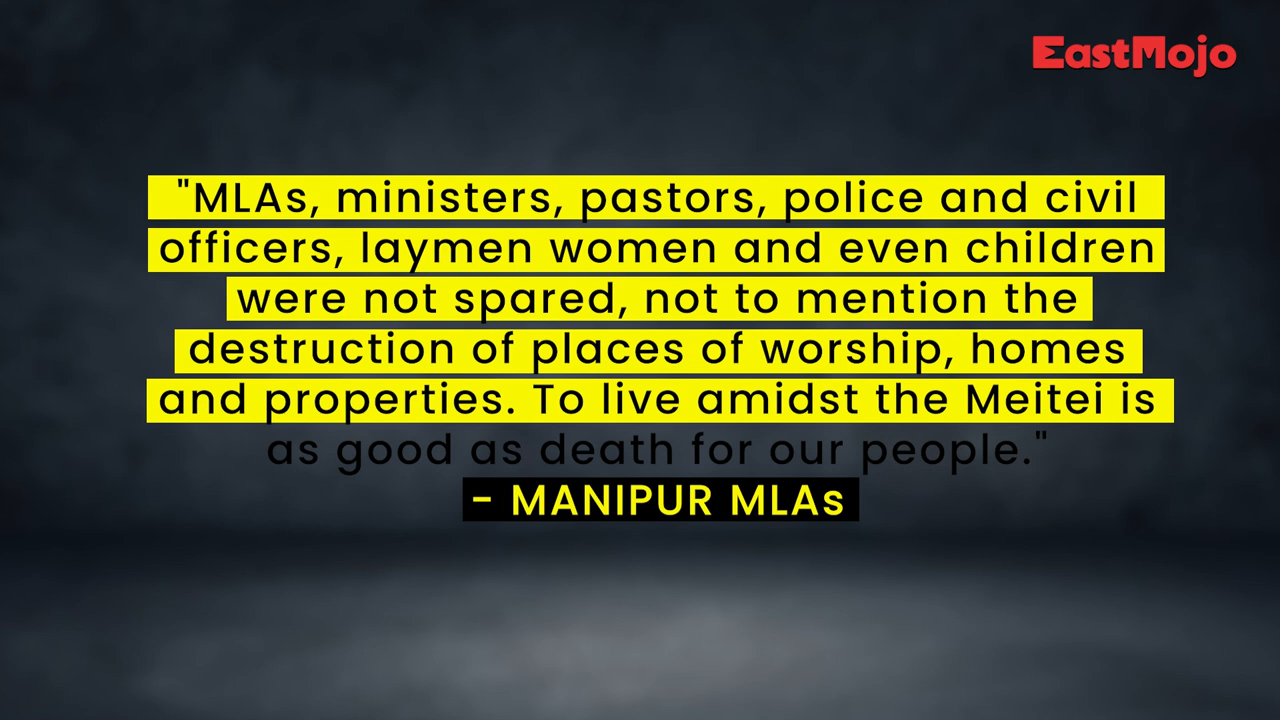 EastMojo
"MLAs, ministers, pastors, police and civil
officers, laymen women and even children
were not spared, not to mention the
destruction of places of worship, homes
and properties. To live amidst the Meitei is
as good as death for our people."
- MANIPUR MLAs